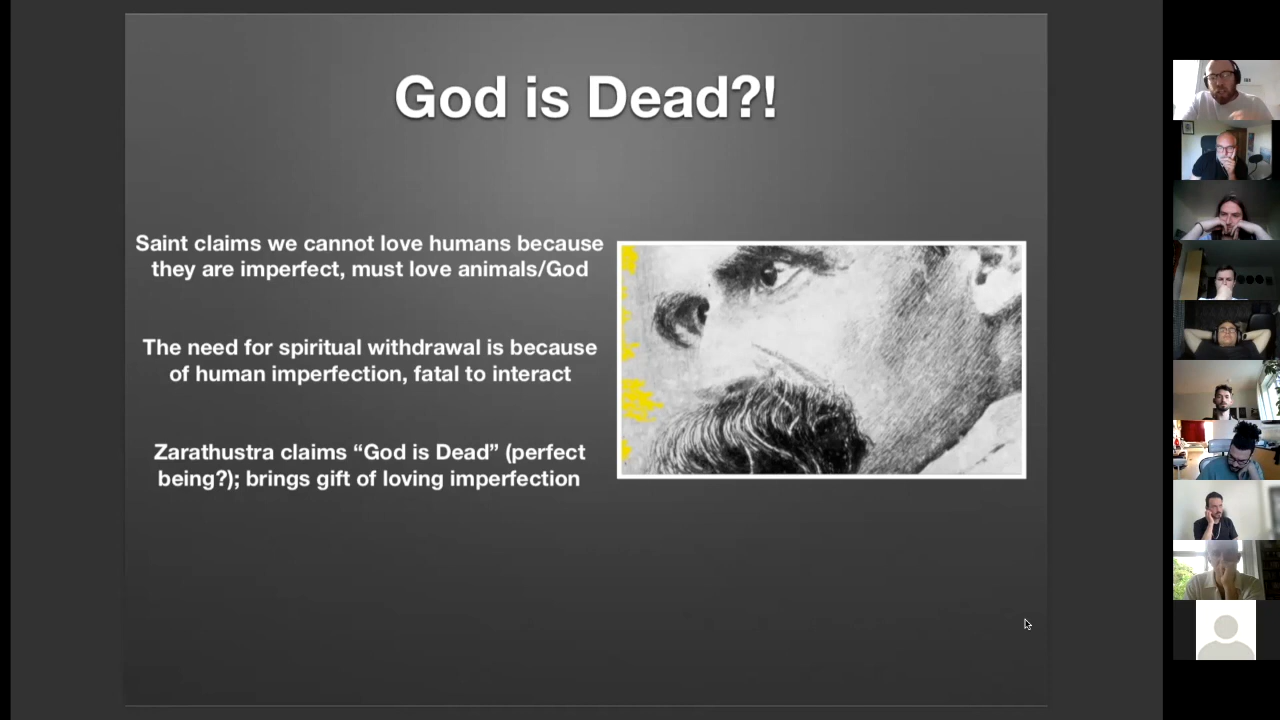 God is Dead?!
Saint claims we cannot love humans because
they are imperfect, must love animals/God
The need for spiritual withdrawal is because
of human imperfection, fatal to interact
Zarathustra claims “God is Dead” (perfect
being?); brings gift of loving imperfection